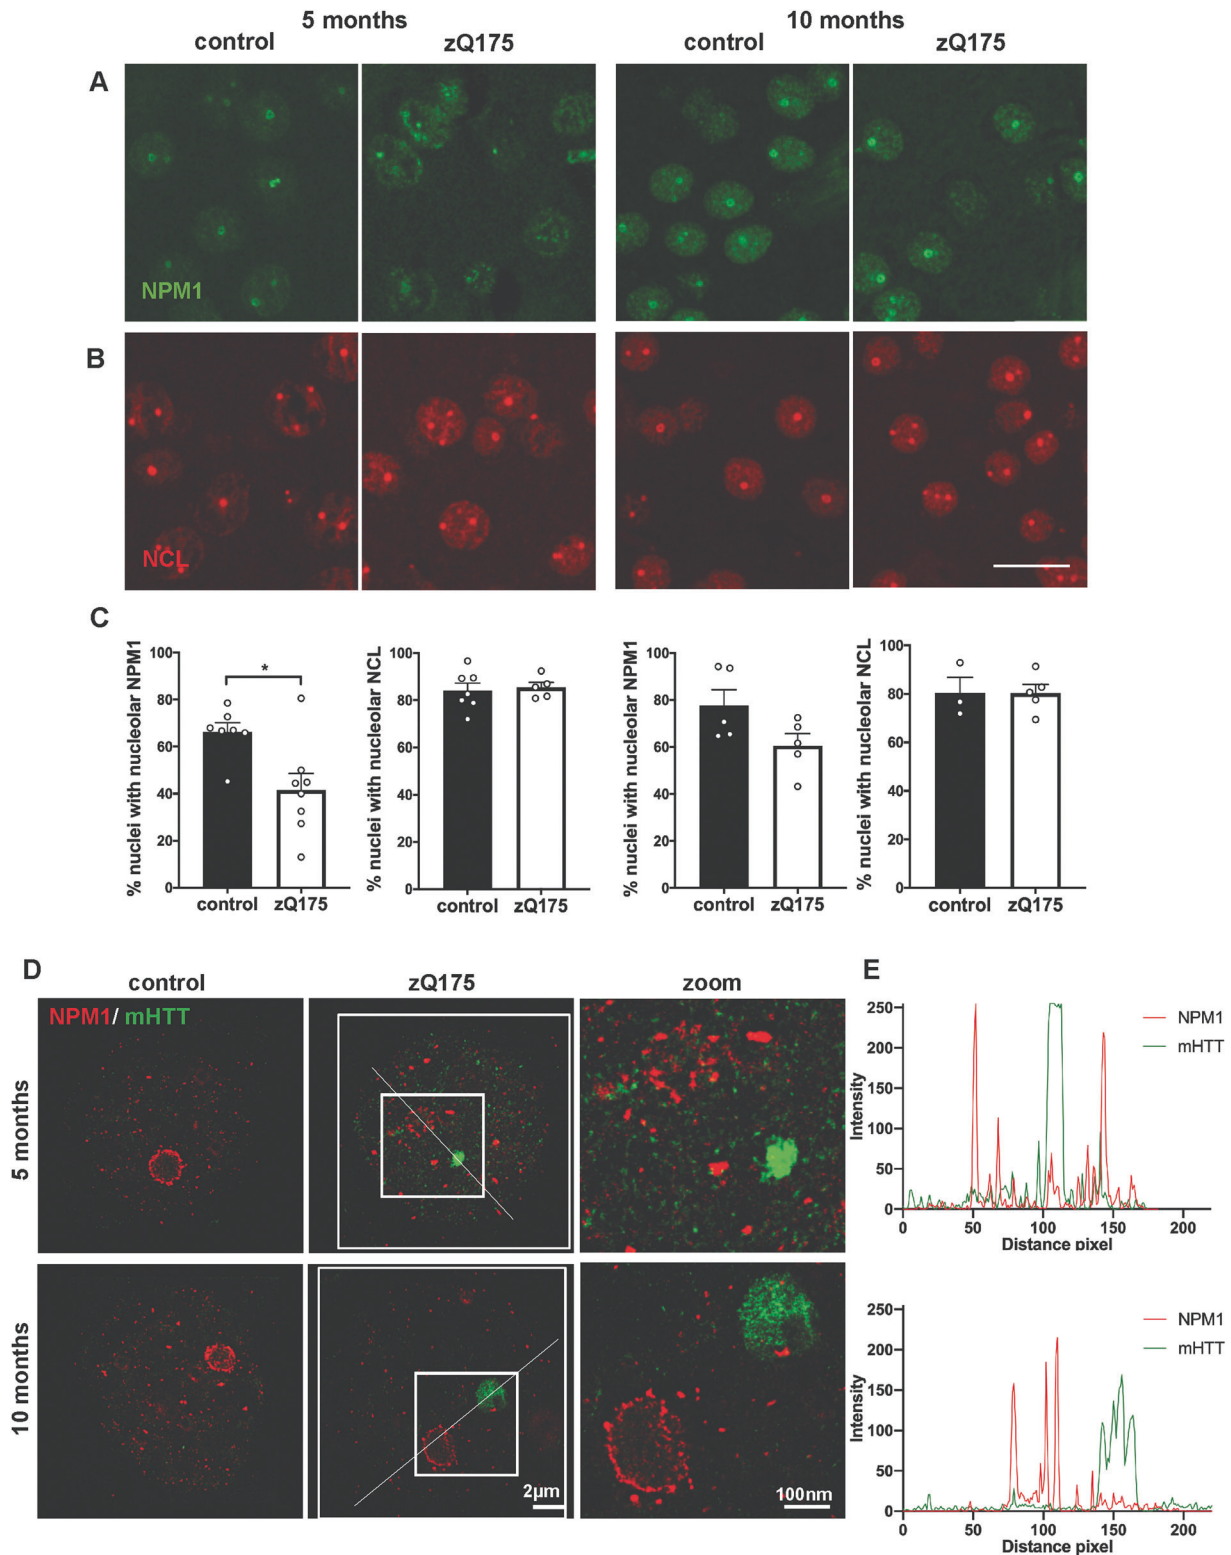 5 months
10 months
control
zQ175
control
zQ175
A
NPM1
B
NCL
C
% nuclei with nucleolar NPM1
100
80
60
40
20
0
*
control
zQ175
% nuclei with nucleolar NCL
100
80
60
40
20
0
control
zQ175
% nuclei with nucleolar NPM1
100
80
60
40
20
0
control
zQ175
% nuclei with nucleolar NCL
100
80
60
40
20
0
control
zQ175
D
control
zQ175
zoom
E
5 months
NPM1/ mHTT
Intensity
250
200
150
100
50
0
0
50
100
150
200
Distance pixel
NPM1
mHTT
10 months
2µm
100nm
Intensity
250
200
150
100
50
0
0
50
100
150
200
Distance pixel
NPM1
mHTT